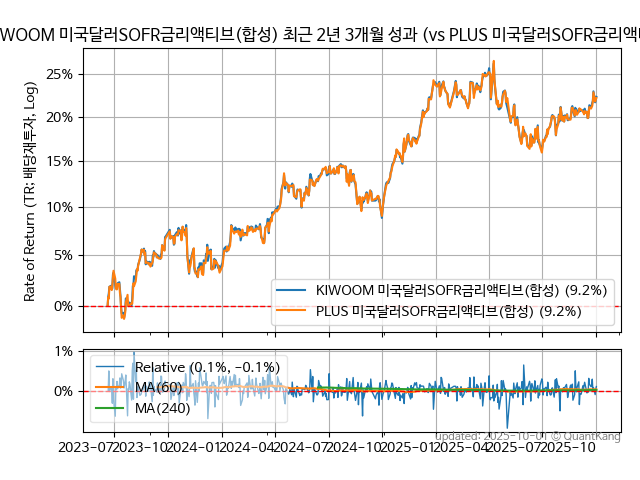 WOOM 미국달러SOFR금리액티브(합성) 최근 2년 3개월 성과 (vs PLUS 미국달러SOFR금리액
Rate of Return (TR: 배당재투자, Log)
25%
20%
15%
10%
5%
0%
KIWOOM 미국달러SOFR금리액티브(합성) (9.2%)
PLUS 미국달러SOFR금리액티브(합성) (9.2%)
1%
0%
Relative (0.1%, -0.1%)
MA(60)
MA(240)
2023-07 2023-10 2024-01 2024-04 2024-07 2024-10 2025-01 2025-04 2025-07 2025-10
updated: 2025-10-01 © QuantKang